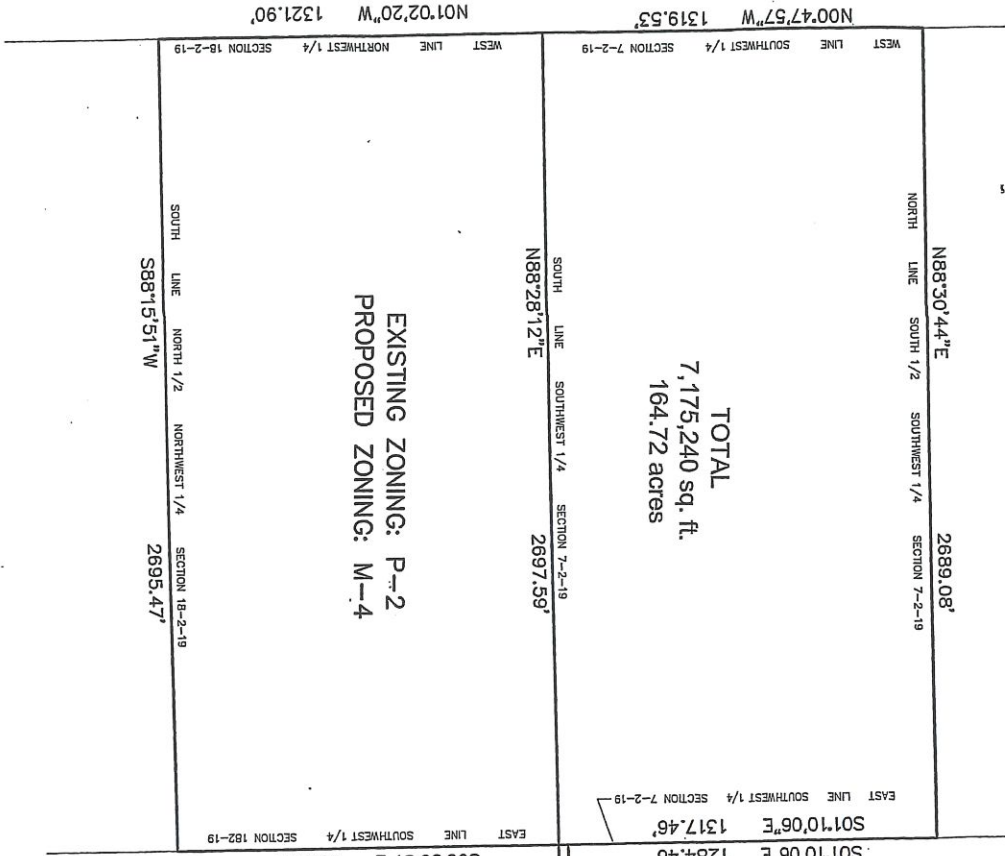 N01°02'20"W 1321.90'
WEST LINE NORTHWEST 1/4 SECTION 18-2-19
N00°47'57"W 1319.53'
WEST LINE SOUTHWEST 1/4 SECTION 7-2-19
N88°30'44"E 2689.08'
NORTH LINE SOUTH 1/2 SOUTHWEST 1/4 SECTION 7-2-19
TOTAL
7,175,240 sq. ft.
164.72 acres
SOUTH LINE SOUTHWEST 1/4 SECTION 7-2-19
N88°28'12"E 2697.59'
EXISTING ZONING: P-2
PROPOSED ZONING: M-4
SOUTH LINE NORTH 1/2 NORTHWEST 1/4 SECTION 18-2-19
S88°15'51"W 2695.47'
EAST LINE SOUTHWEST 1/4 SECTION 7-2-19
S01°10'06"E 1317.46'
EAST LINE SOUTHWEST 1/4 SECTION 182-19